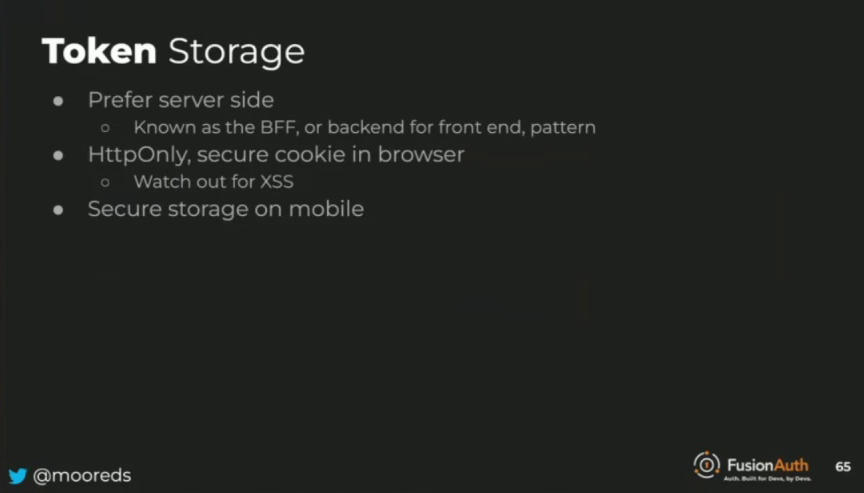 Token Storage
● Prefer server side
○ Known as the BFF, or backend for front end, pattern
● HttpOnly, secure cookie in browser
○ Watch out for XSS
● Secure storage on mobile
@mooreds
FusionAuth
Auth. Built for Devs, by Devs.
65